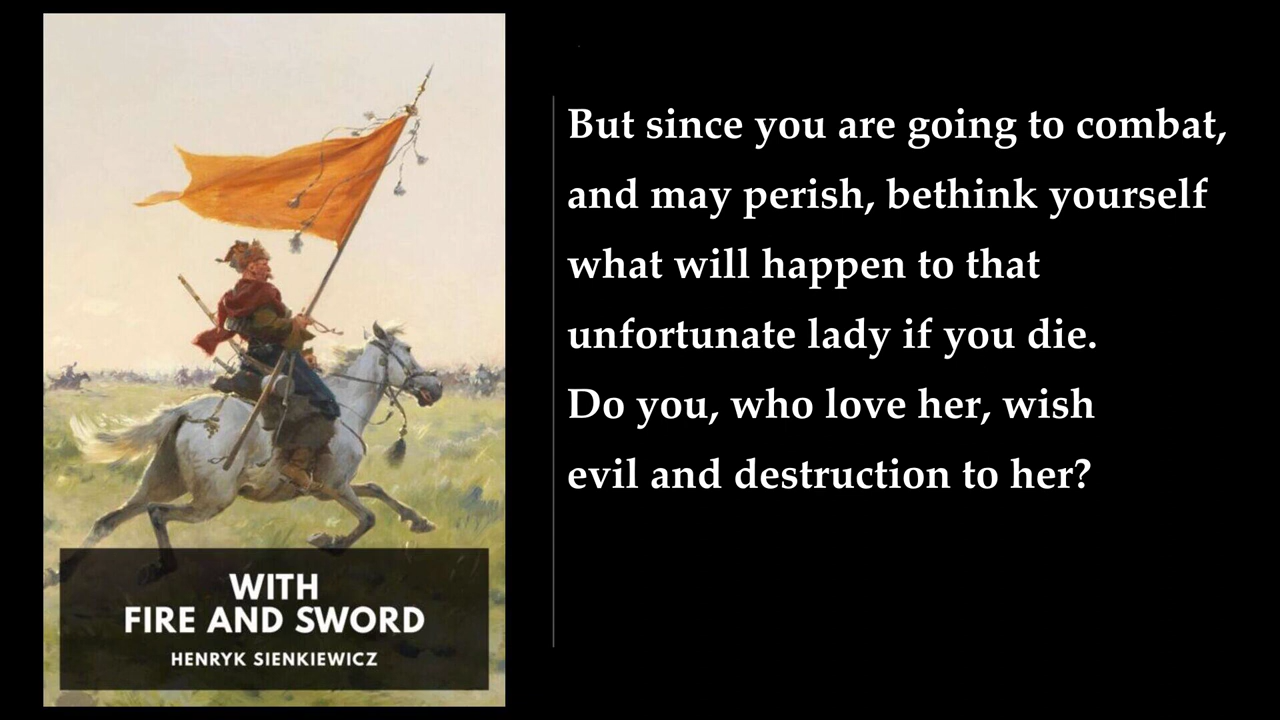 But since you are going to combat,
and may perish, bethink yourself
what will happen to that
unfortunate lady if you die.
Do you, who love her, wish
evil and destruction to her?
WITH
FIRE AND SWORD
HENRYK SIENKIEWICZ